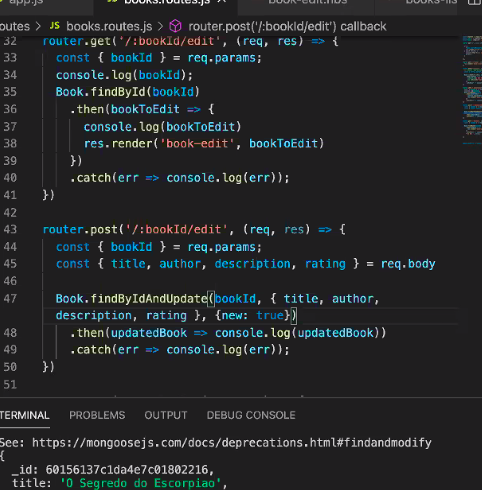 app.js books.routes.js book-edit.hbs
routes > books.routes.js > router.post('/:bookId/edit') callback
32 router.get('/:bookId/edit', (req, res) => {
33 const { bookId } = req.params;
34 console.log(bookId);
35 Book.findById(bookId)
36 .then(bookToEdit => {
37 console.log(bookToEdit)
38 res.render('book-edit', bookToEdit)
39 })
40 .catch(err => console.log(err));
41 })
42
43 router.post('/:bookId/edit', (req, res) => {
44 const { bookId } = req.params;
45 const { title, author, description, rating } = req.body
46
47 Book.findByIdAndUpdate(bookId, { title, author,
description, rating }, {new: true})
48 .then(updatedBook => console.log(updatedBook))
49 .catch(err => console.log(err));
50 })
51
TERMINAL PROBLEMS OUTPUT DEBUG CONSOLE
See: https://mongoosejs.com/docs/deprecations.html#findandmodify
{
_id: 60156137c1da4e7c01802216,
title: 'O Segredo do Escorpiao',